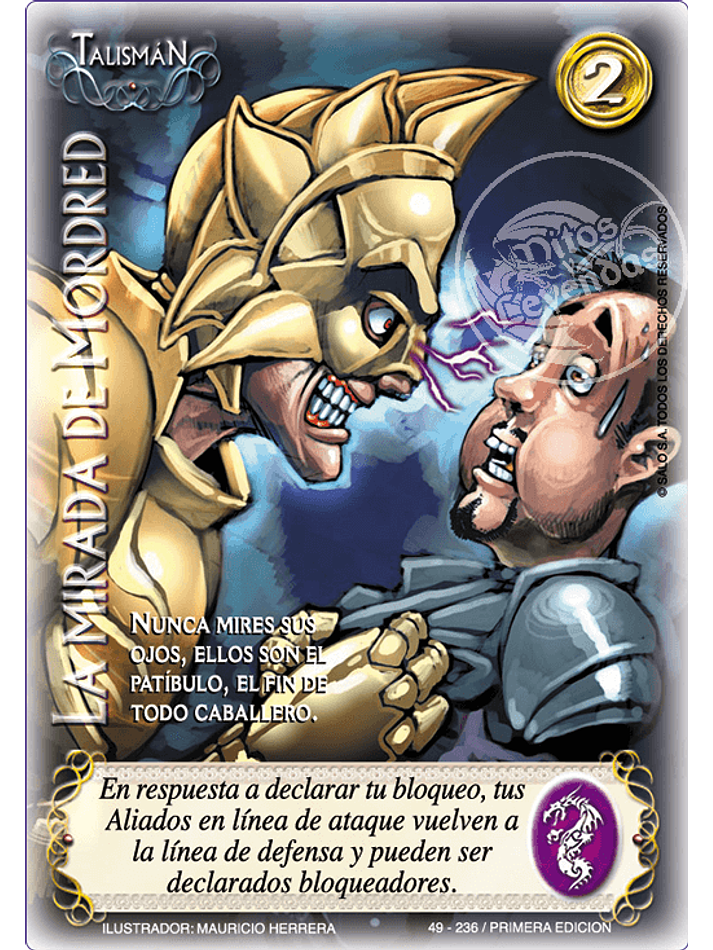 TALISMÁN
2
LA MIRADA DE MORDRED
Mitos
y
Leyendas
© SALO S.A. TODOS LOS DERECHOS RESERVADOS
NUNCA MIRES SUS
OJOS, ELLOS SON EL
PATÍBULO, EL FIN DE
TODO CABALLERO.
En respuesta a declarar tu bloqueo, tus
Aliados en línea de ataque vuelven a
la línea de defensa y pueden ser
declarados bloqueadores.
ILUSTRADOR: MAURICIO HERRERA
49 - 236 / PRIMERA EDICION